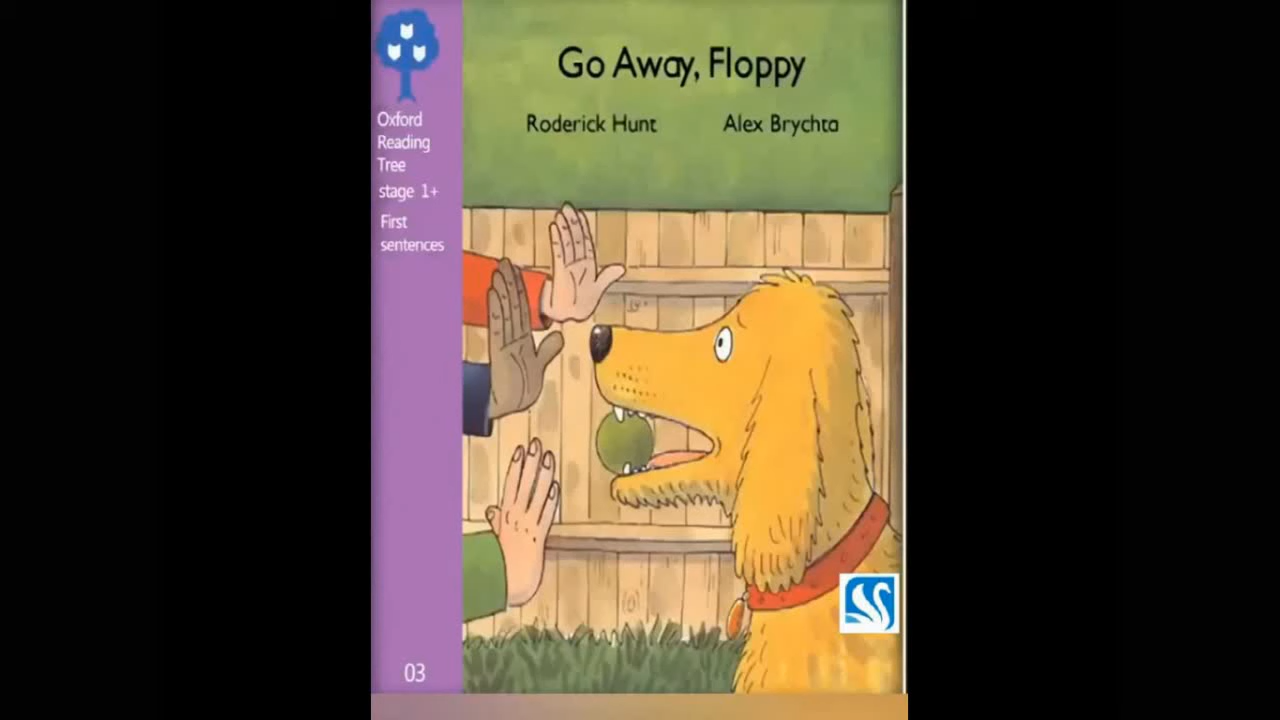 Go Away, Floppy
Roderick Hunt Alex Brychta
Oxford
Reading
Tree
stage 1+
First
sentences
03